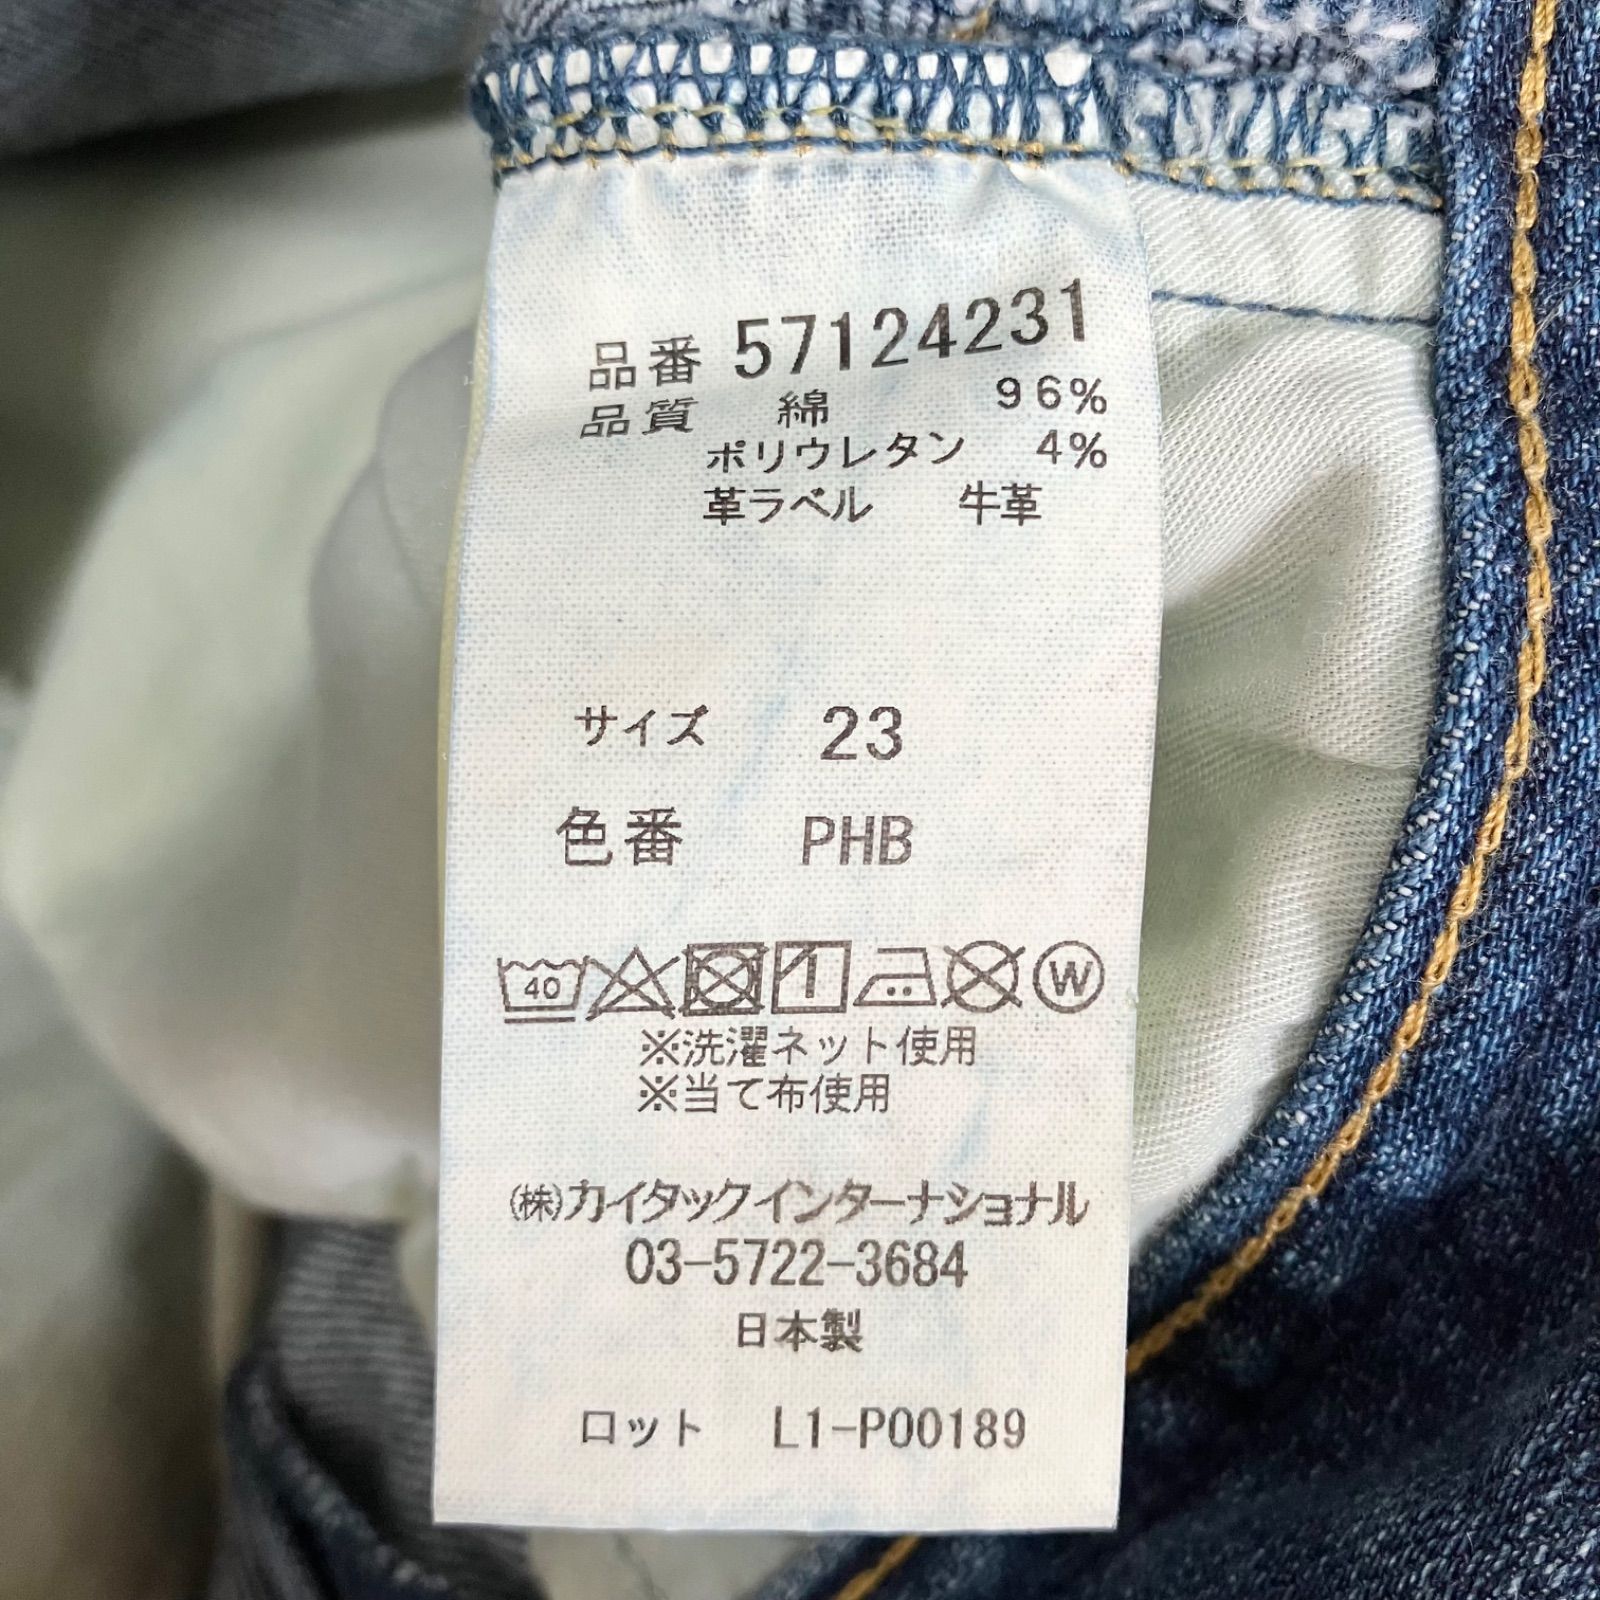 品番 57124231
品質 綿 96%
ポリウレタン 4%
革ラベル 牛革
サイズ 23
色番 PHB
40 W
※洗濯ネット使用
※当て布使用
㈱カイタックインターナショナル
03-5722-3684
日本製
ロット L1-P00189